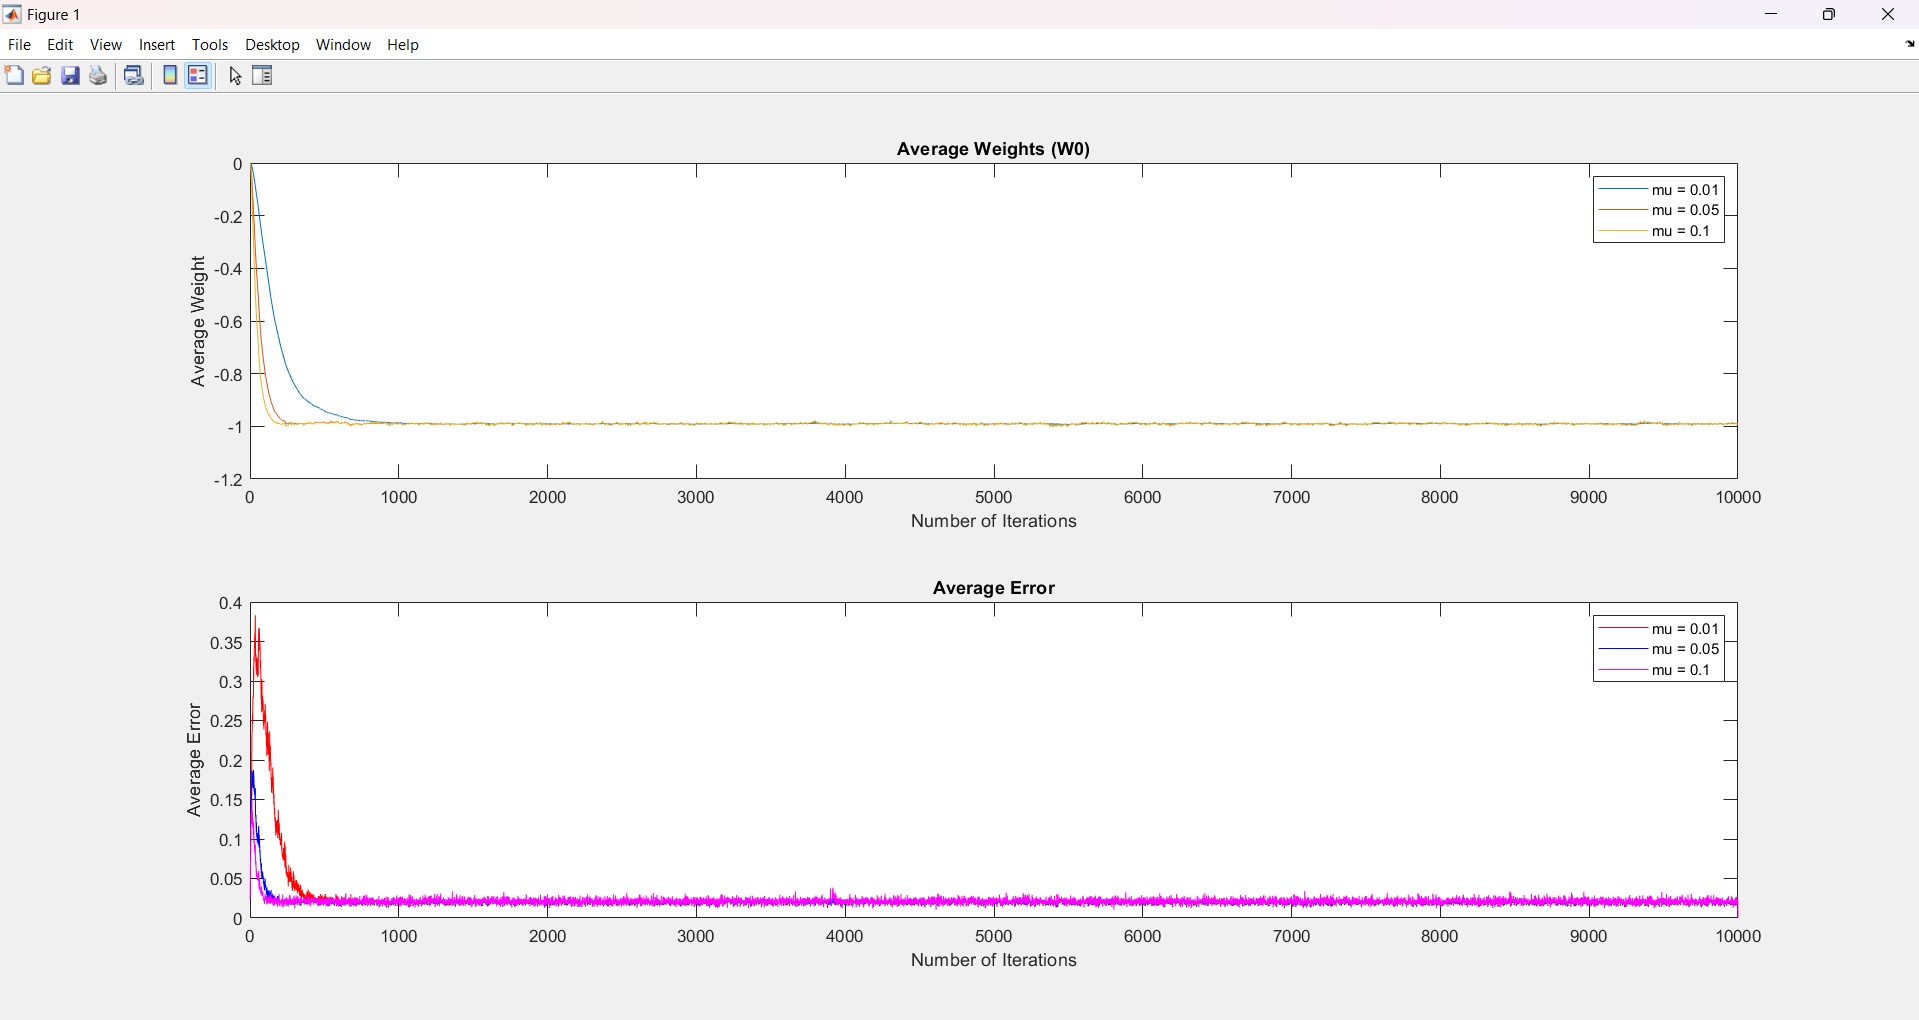 Figure 1
File Edit View Insert Tools Desktop Window Help
Average Weights (W0)
0
-0.2
-0.4
-0.6
-0.8
-1
-1.2
Average Weight
mu = 0.01
mu = 0.05
mu = 0.1
0 1000 2000 3000 4000 5000 6000 7000 8000 9000 10000
Number of Iterations
Average Error
0.4
0.35
0.3
0.25
0.2
0.15
0.1
0.05
0
Average Error
mu = 0.01
mu = 0.05
mu = 0.1
0 1000 2000 3000 4000 5000 6000 7000 8000 9000 10000
Number of Iterations